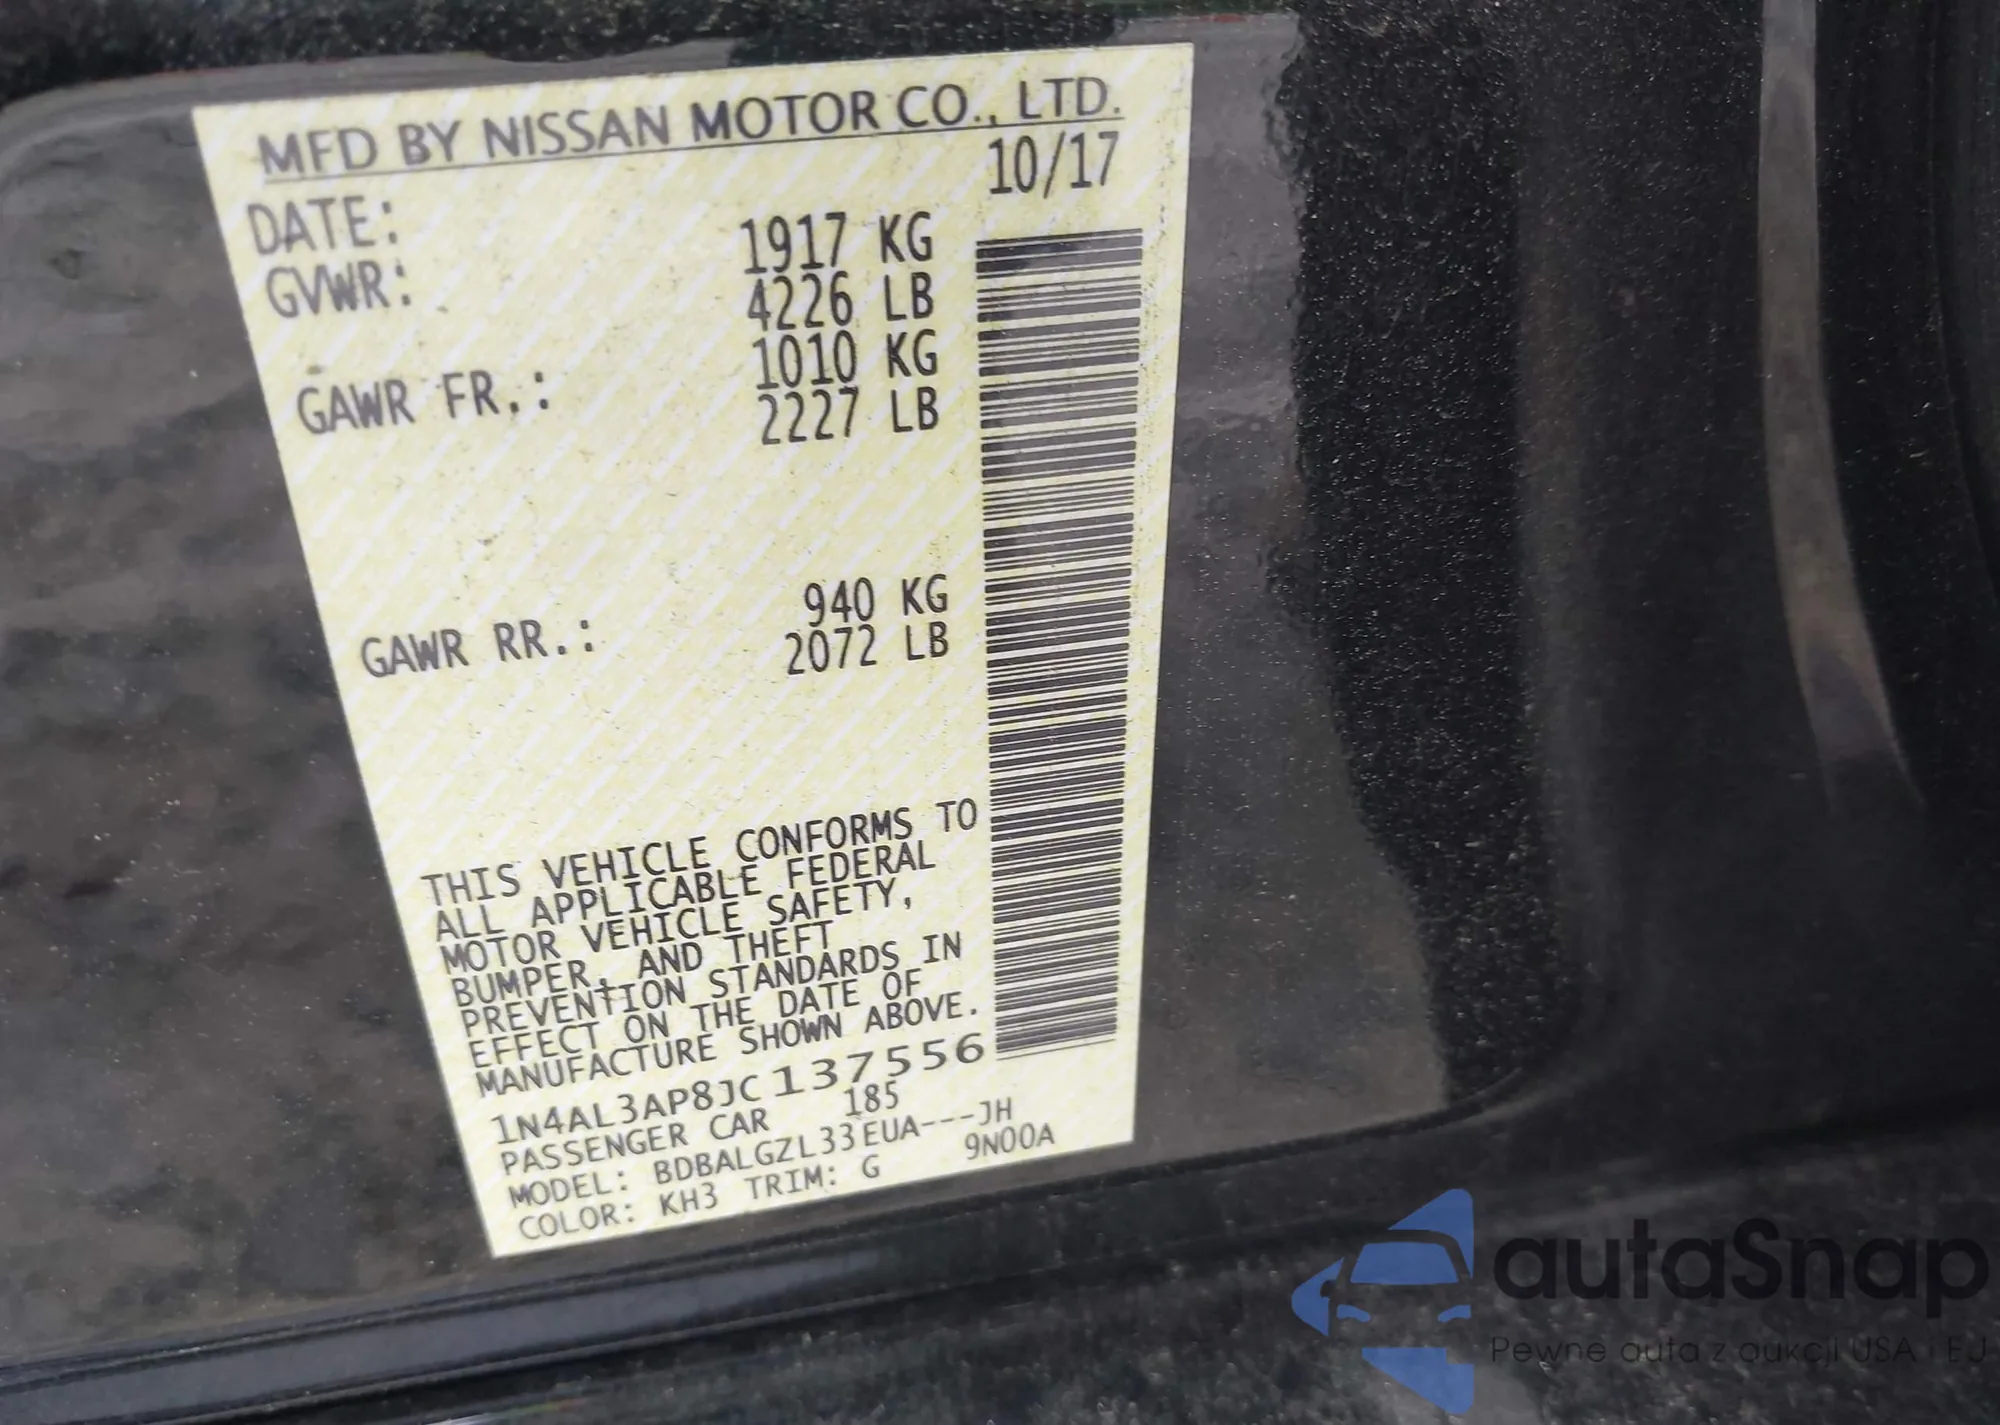 MFD BY NISSAN MOTOR CO., LTD.
DATE: 10/17
GVWR: 1917 KG
4226 LB
GAWR FR.: 1010 KG
2227 LB
GAWR RR.: 940 KG
2072 LB
THIS VEHICLE CONFORMS TO
ALL APPLICABLE FEDERAL
MOTOR VEHICLE SAFETY,
BUMPER, AND THEFT
PREVENTION STANDARDS IN
EFFECT ON THE DATE OF
MANUFACTURE SHOWN ABOVE.
1N4AL3AP8JC137556
PASSENGER CAR 185
MODEL: BDBALGZL33EUA---JH
COLOR: KH3 TRIM: G 9N00A
autaSnap
Pewne auta z aukcji USA i EJ